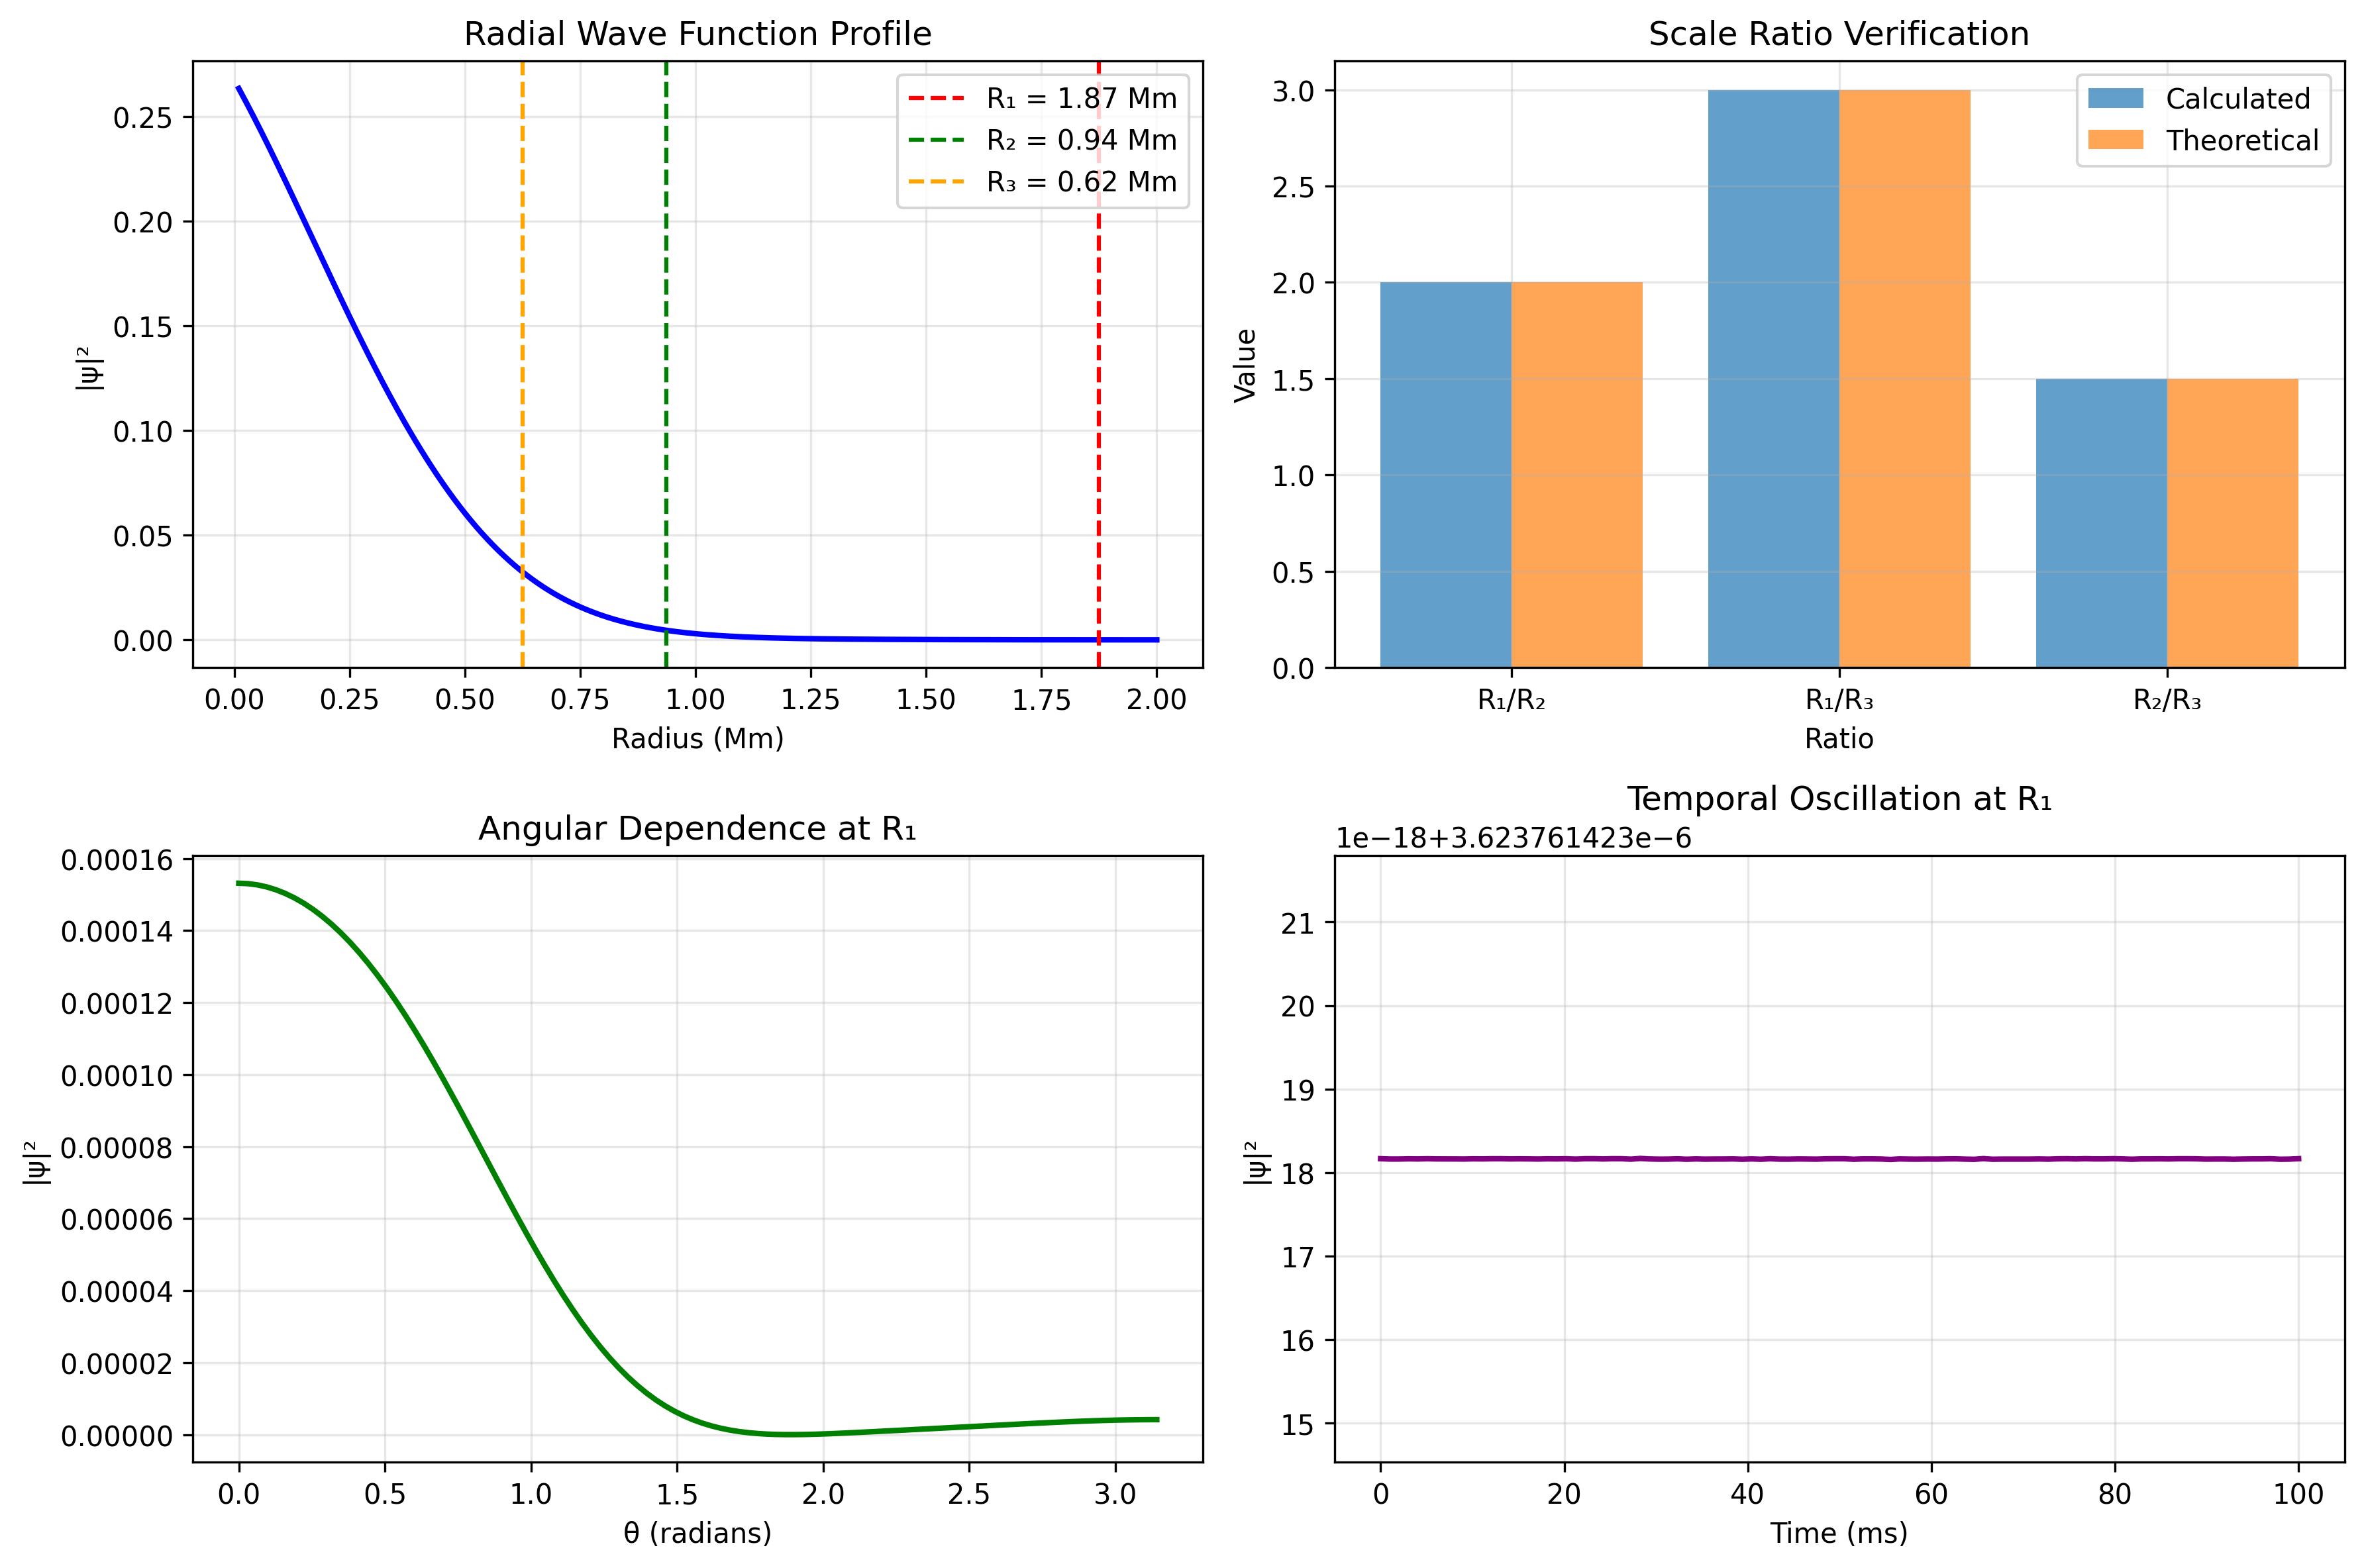 Radial Wave Function Profile
|ψ|²
0.25
0.20
0.15
0.10
0.05
0.00
R₁ = 1.87 Mm
R₂ = 0.94 Mm
R₃ = 0.62 Mm
0.00 0.25 0.50 0.75 1.00 1.25 1.50 1.75 2.00
Radius (Mm)
Scale Ratio Verification
Value
3.0
2.5
2.0
1.5
1.0
0.5
0.0
Calculated
Theoretical
R₁/R₂ R₁/R₃ R₂/R₃
Ratio
Angular Dependence at R₁
|ψ|²
0.00016
0.00014
0.00012
0.00010
0.00008
0.00006
0.00004
0.00002
0.00000
0.0 0.5 1.0 1.5 2.0 2.5 3.0
θ (radians)
Temporal Oscillation at R₁
1e−18+3.623761423e−6
|ψ|²
21
20
19
18
17
16
15
0 20 40 60 80 100
Time (ms)